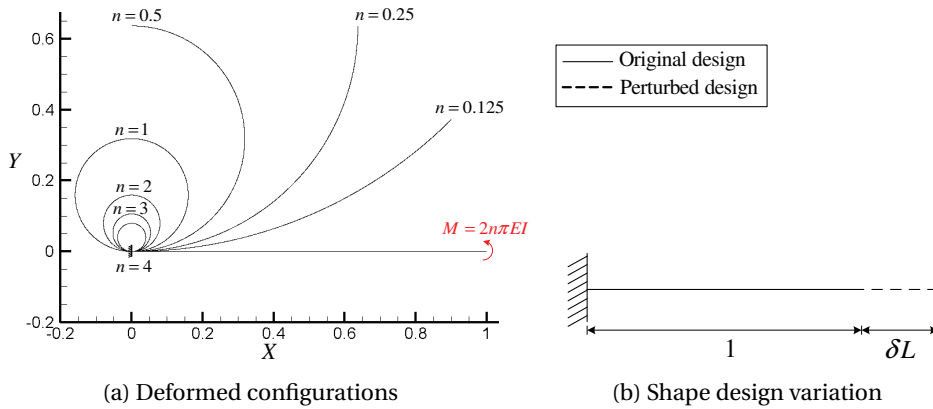 n = 0.5
n = 0.25
n = 0.125
n = 1
n = 2
n = 3
n = 4
M = 2nπEI
Y
0.6
0.4
0.2
0
-0.2
-0.2 0 0.2 0.4 0.6 0.8 1
X
(a) Deformed configurations
Original design
Perturbed design
1 δL
(b) Shape design variation